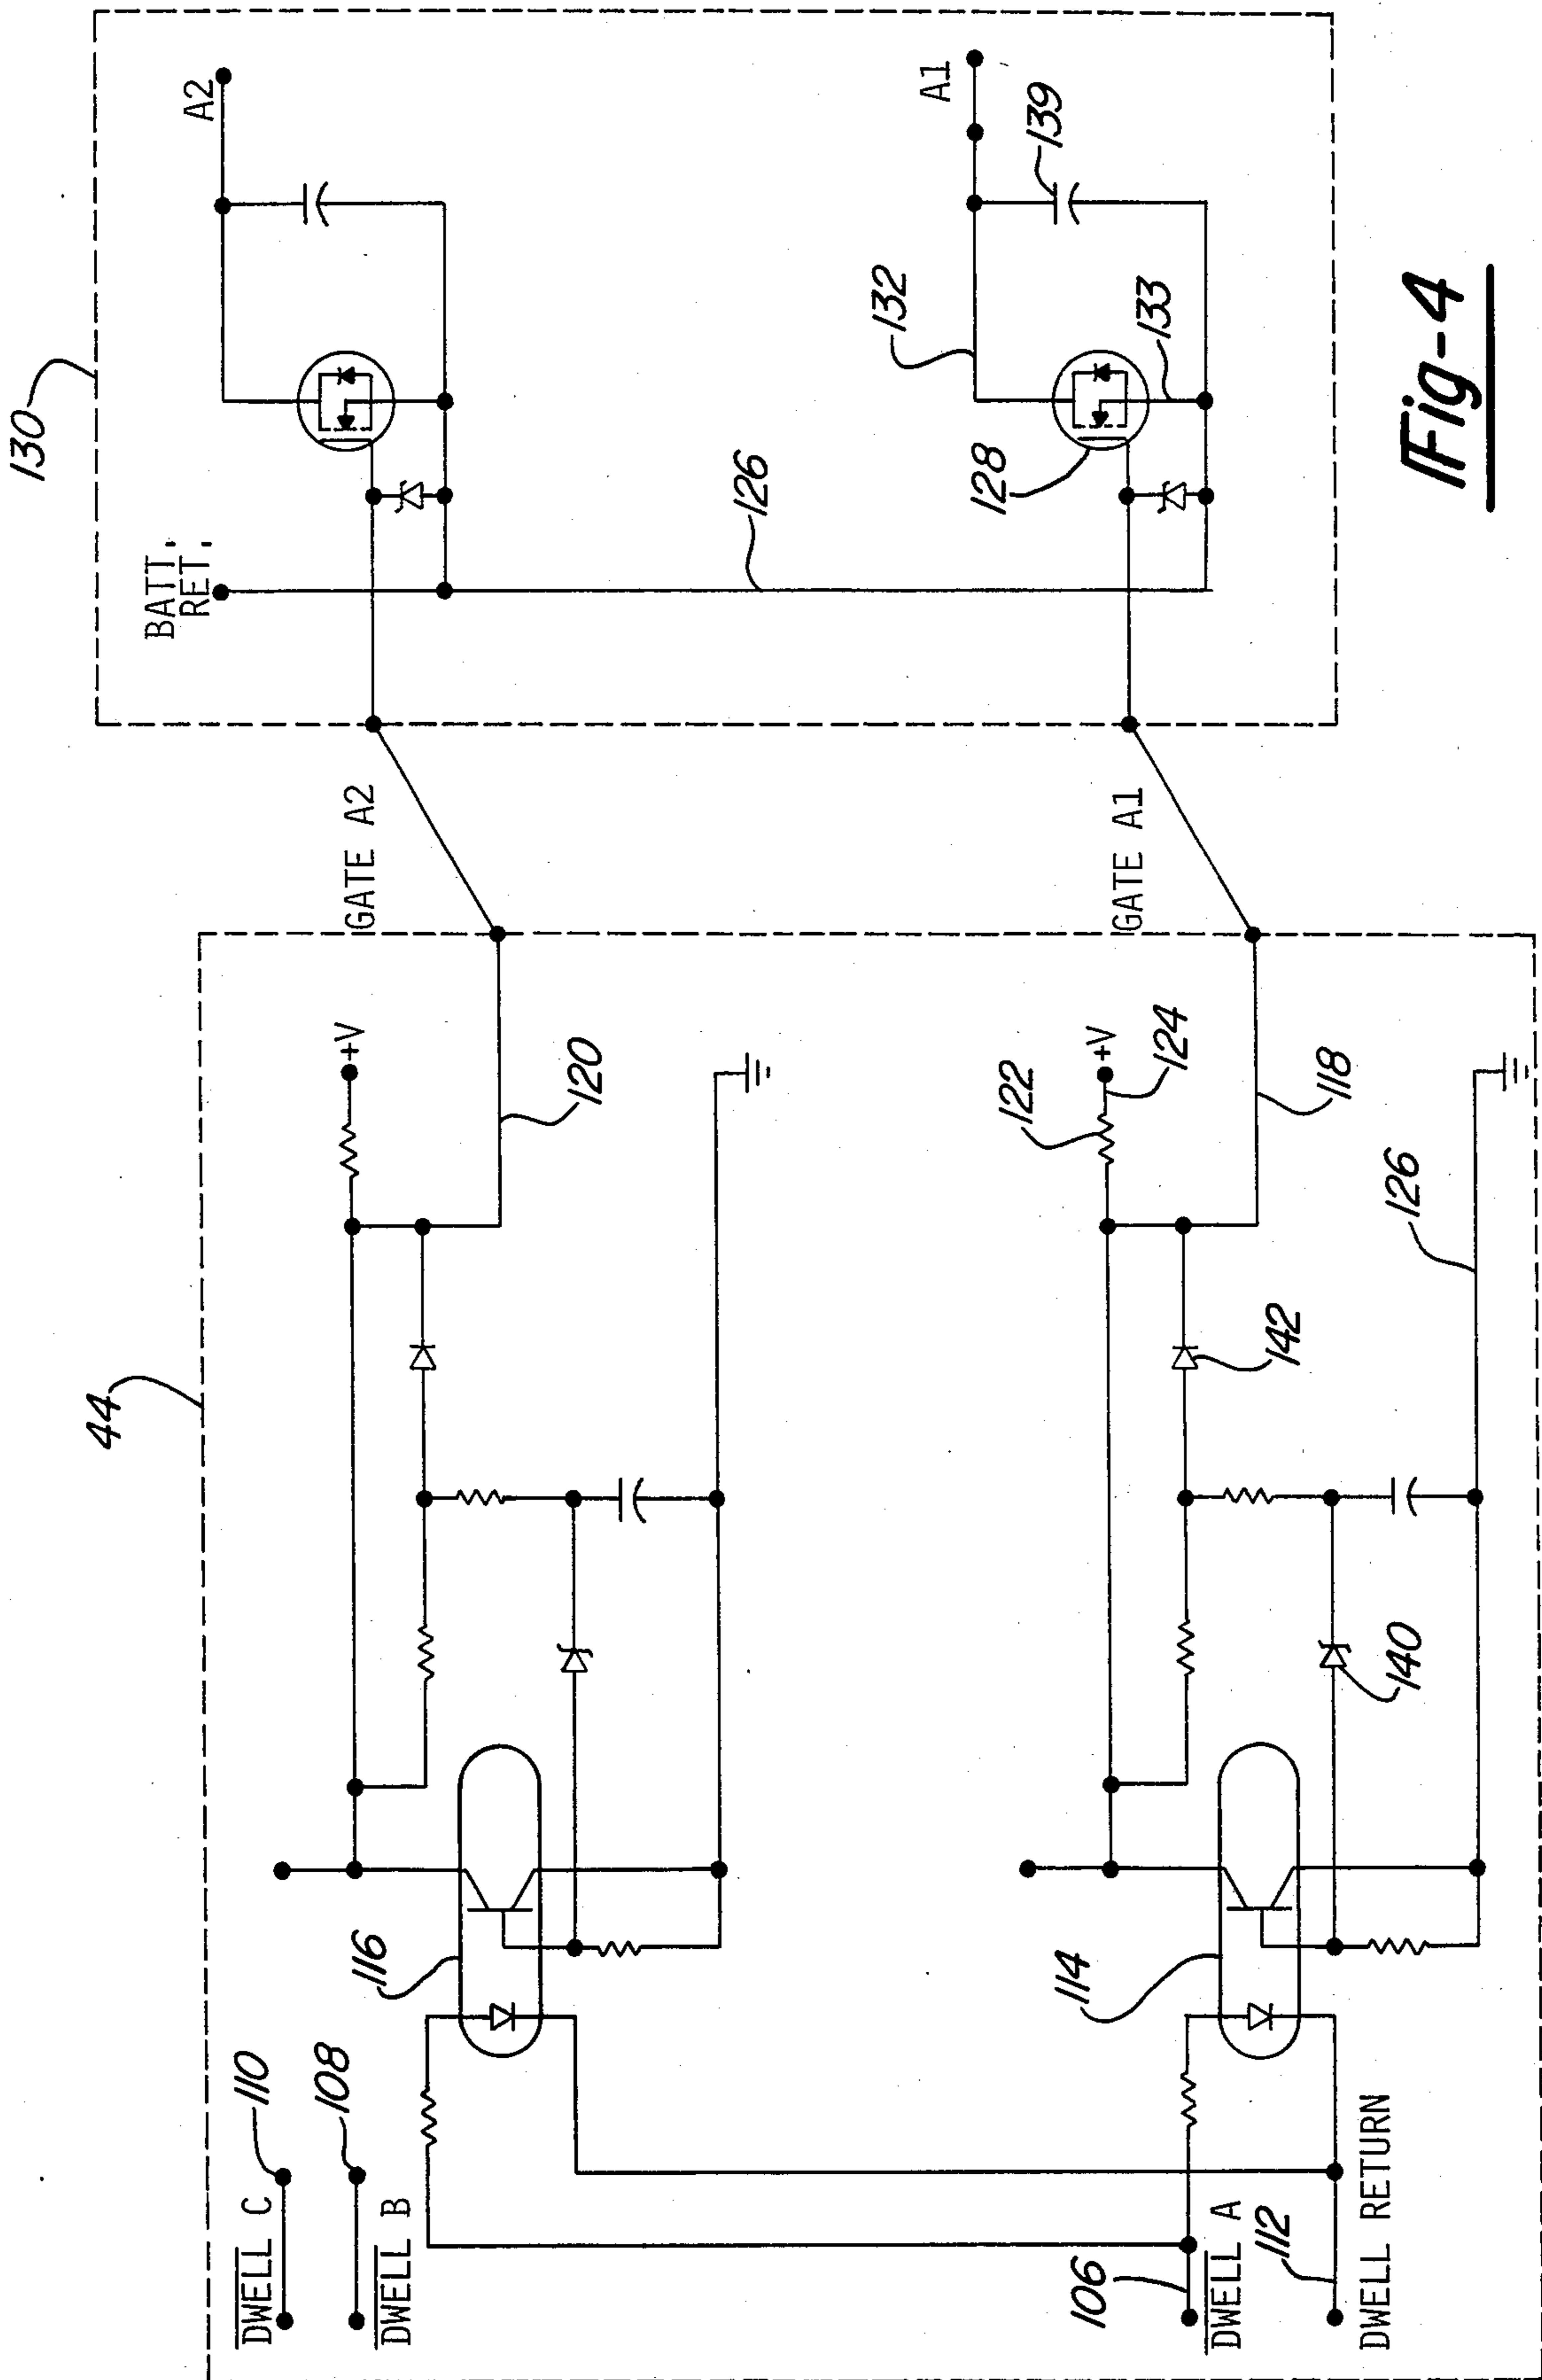 130
A2
BATT.
RET.
126
132
A1
139
128
133
GATE A2
GATE A1
Fig-4
44
+V
120
122
+V
124
118
126
142
140
116
114
DWELL C
110
DWELL B
108
106
DWELL A
112
DWELL RETURN